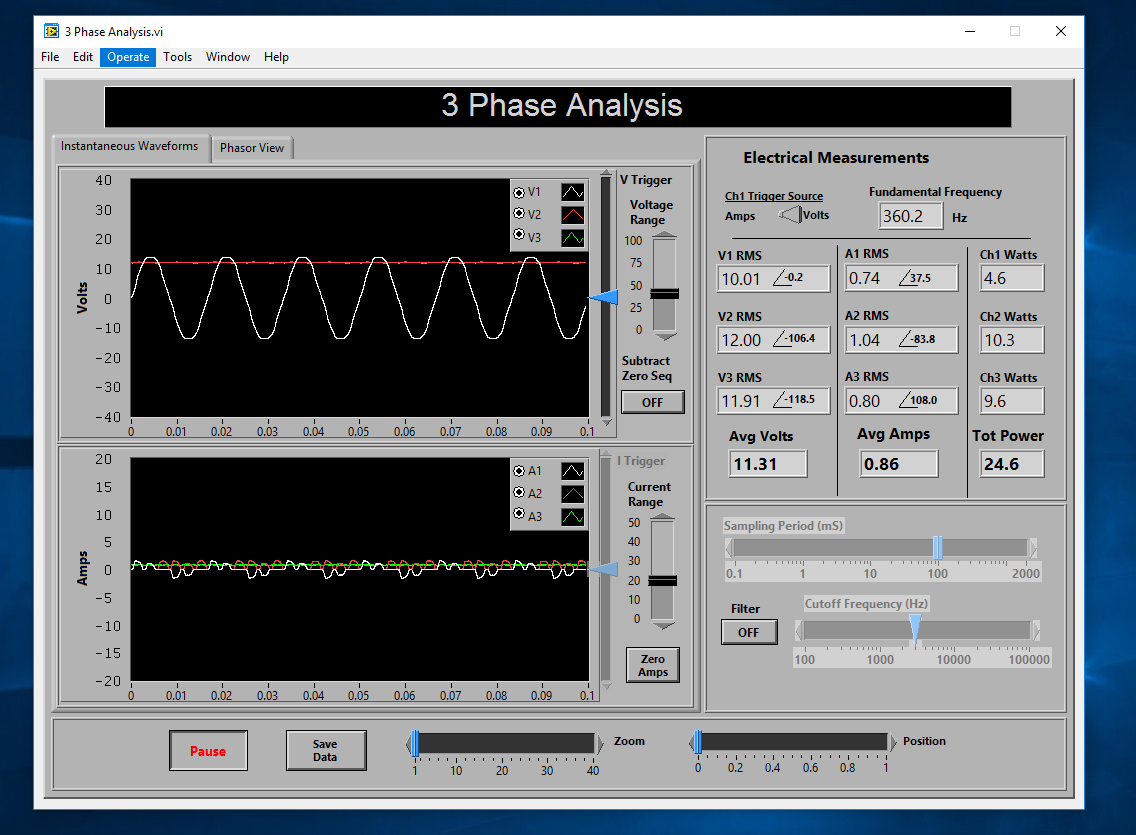 3 Phase Analysis.vi
File Edit Operate Tools Window Help
3 Phase Analysis
Instantaneous Waveforms
Phasor View
Volts
40
30
20
10
0
−10
−20
−30
−40
0 0.01 0.02 0.03 0.04 0.05 0.06 0.07 0.08 0.09 0.1
V1
V2
V3
V Trigger
Voltage
Range
100
75
50
25
0
Subtract
Zero Seq
OFF
Amps
20
15
10
5
0
−5
−10
−15
−20
0 0.01 0.02 0.03 0.04 0.05 0.06 0.07 0.08 0.09 0.1
A1
A2
A3
I Trigger
Current
Range
50
40
30
20
10
0
Zero
Amps
Electrical Measurements
Ch1 Trigger Source
Amps Volts
Fundamental Frequency
360.2 Hz
V1 RMS
10.01 -0.2
A1 RMS
0.74 37.5
Ch1 Watts
4.6
V2 RMS
12.00 -106.4
A2 RMS
1.04 -83.8
Ch2 Watts
10.3
V3 RMS
11.91 -118.5
A3 RMS
0.80 108.0
Ch3 Watts
9.6
Avg Volts
11.31
Avg Amps
0.86
Tot Power
24.6
Sampling Period (mS)
0.1 1 10 100 2000
Filter
OFF
Cutoff Frequency (Hz)
100 1000 10000 100000
Pause
Save
Data
Zoom
1 10 20 30 40
Position
0 0.2 0.4 0.6 0.8 1